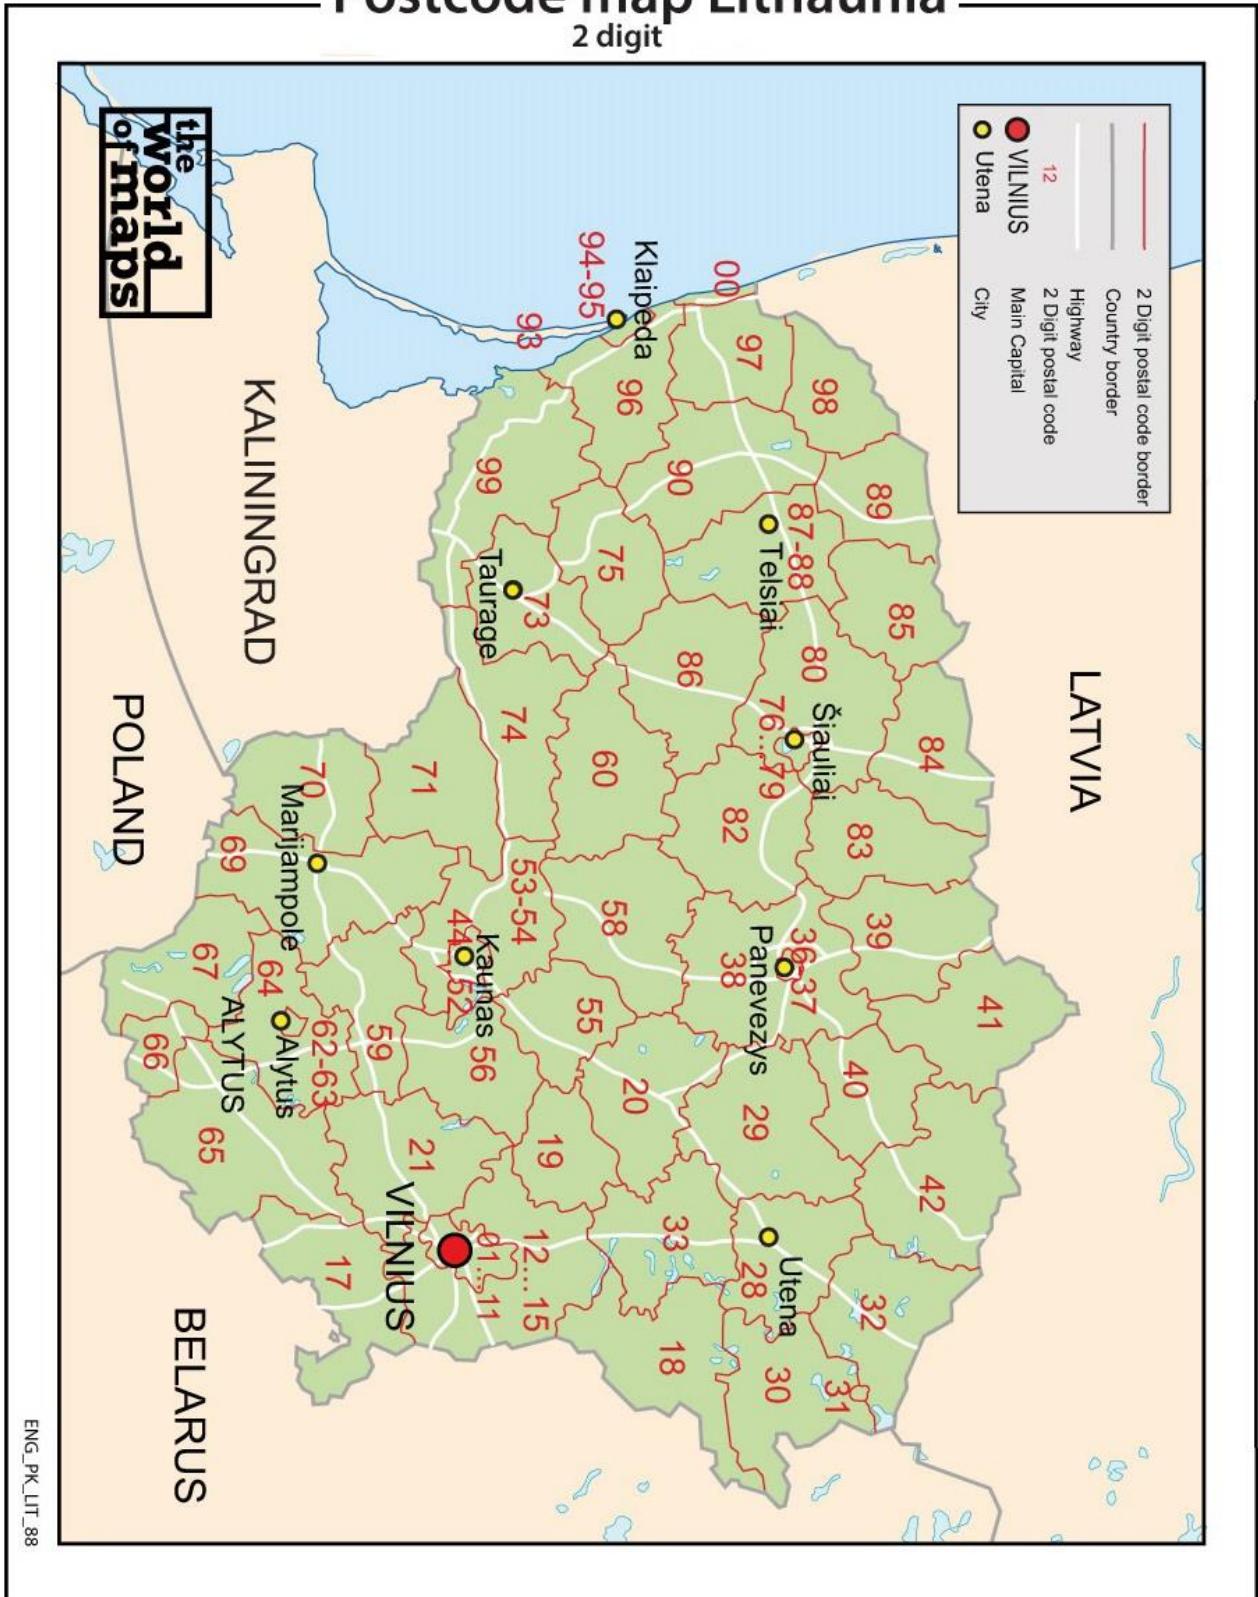 Postcode map Lithaunia
2 digit
2 Digit postal code border
Country border
Highway
12
2 Digit postal code
VILNIUS
Main Capital
Utena
City
the
world
of maps
LATVIA
KALININGRAD
POLAND
BELARUS
00
97
98
89
Klaipeda
94-95
93
96
90
99
87-88
Telsiai
75
85
73
Taurage
80
86
Šiauliai
76...79
84
74
60
71
70
82
83
Marijampole
69
53-54
58
39
36-37
Panevezys
38
41
Kaunas
44...52
67
64
Alytus
ALYTUS
62-63
59
56
55
66
20
40
29
65
21
19
42
VILNIUS
01...11
12...15
33
Utena
28
32
17
18
30
31
ENG_PK_LIT_88